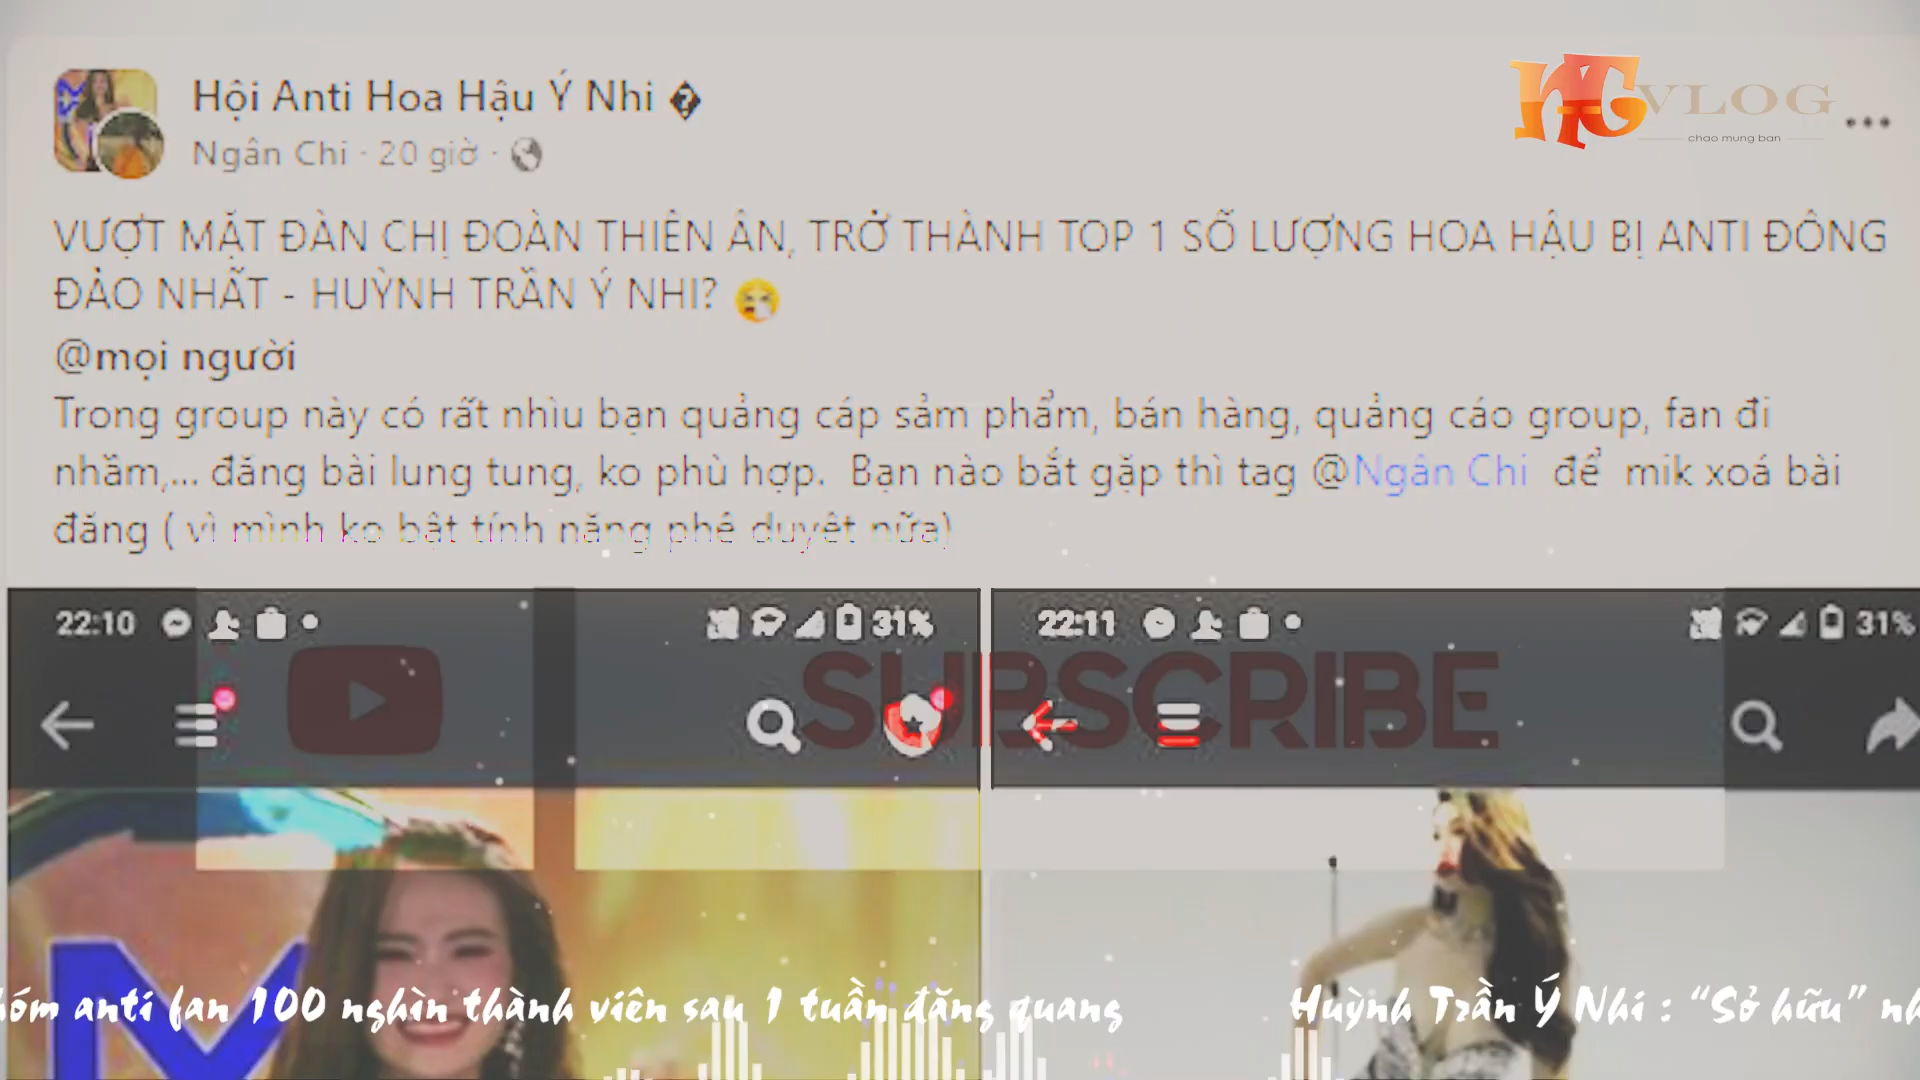 Hội Anti Hoa Hậu Ý Nhi
Ngân Chi · 20 giờ ·
VLOG
chao mung ban
VƯỢT MẶT ĐÀN CHỊ ĐOÀN THIÊN ÂN, TRỞ THÀNH TOP 1 SỐ LƯỢNG HOA HẬU BỊ ANTI ĐÔNG
ĐẢO NHẤT - HUỲNH TRẦN Ý NHI?
@mọi người
Trong group này có rất nhìu bạn quảng cáp sảm phẩm, bán hàng, quảng cáo group, fan đi
nhầm,... đăng bài lung tung, ko phù hợp. Bạn nào bắt gặp thì tag @Ngân Chi để mik xoá bài
đăng ( vì mình ko bật tính năng phê duyệt nữa)
22:10 31%
22:11 31%
SUBSCRIBE
anti fan 100 nghìn thành viên sau 1 tuần đăng quang
Huỳnh Trần Ý Nhi : “Sở hữu”